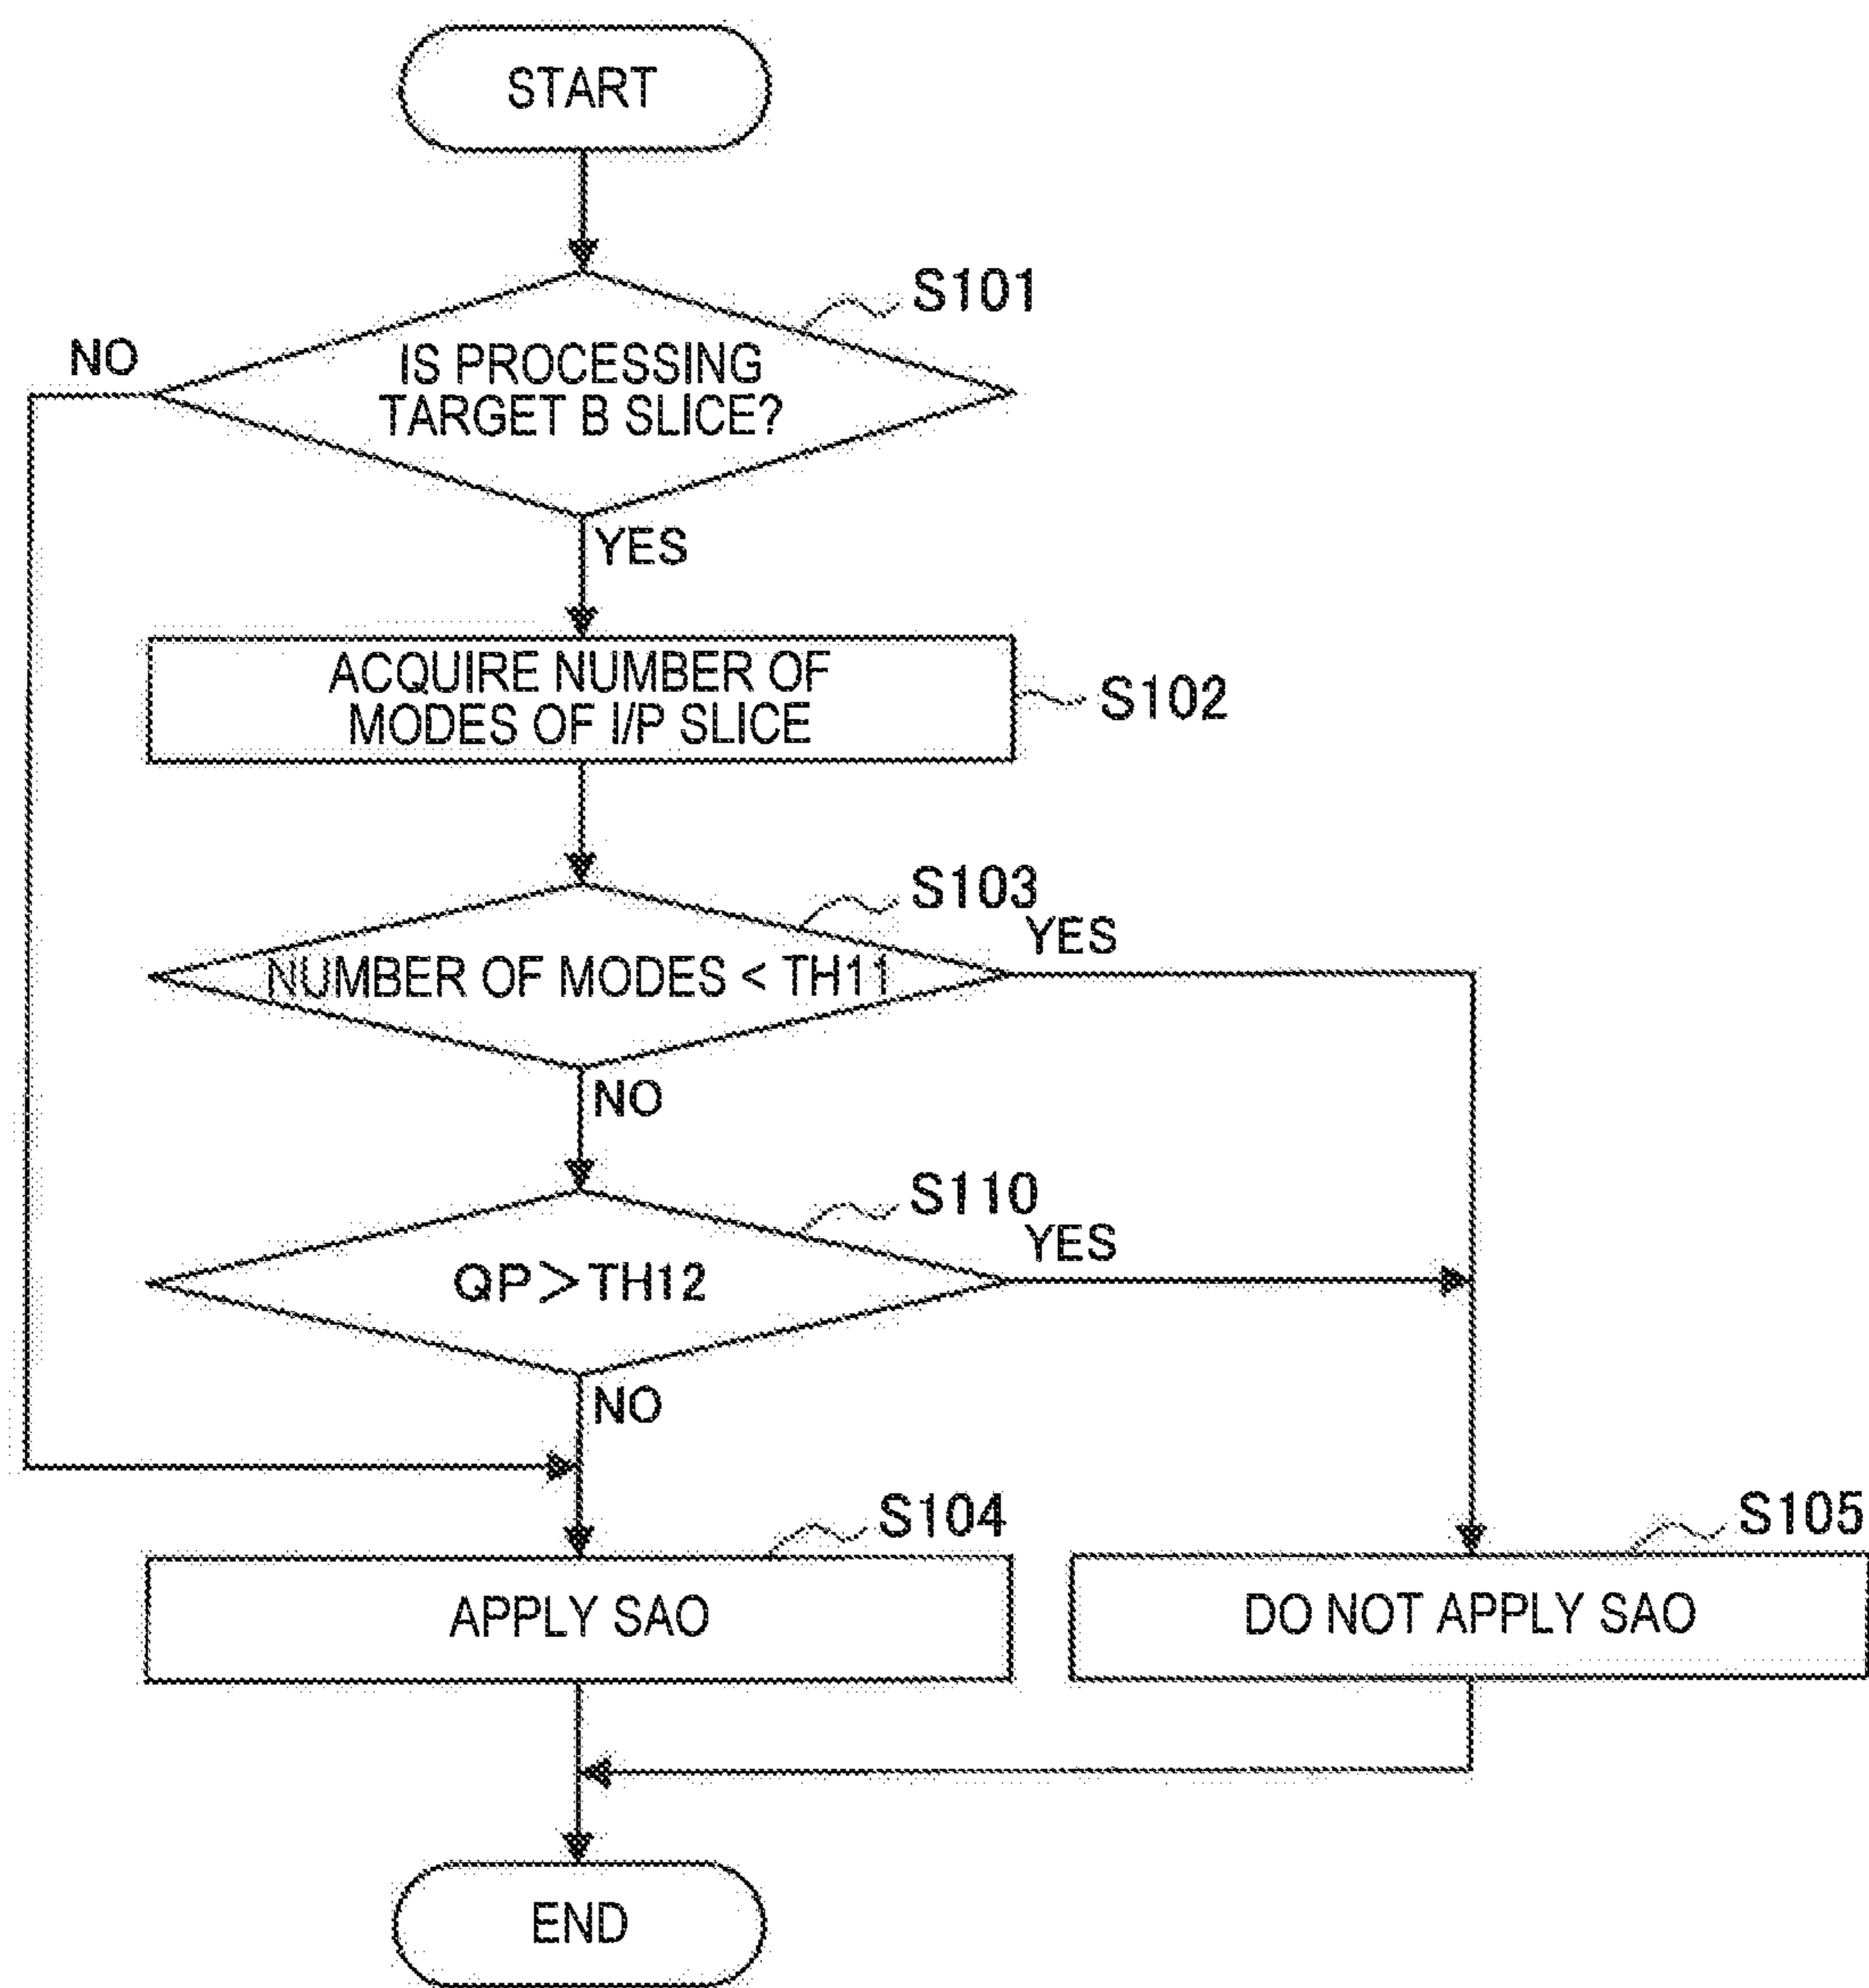 START
S101
NO
IS PROCESSING
TARGET B SLICE?
YES
ACQUIRE NUMBER OF
MODES OF I/P SLICE
S102
S103
YES
NUMBER OF MODES < TH11
NO
S110
YES
QP > TH12
NO
S104
S105
APPLY SAO
DO NOT APPLY SAO
END